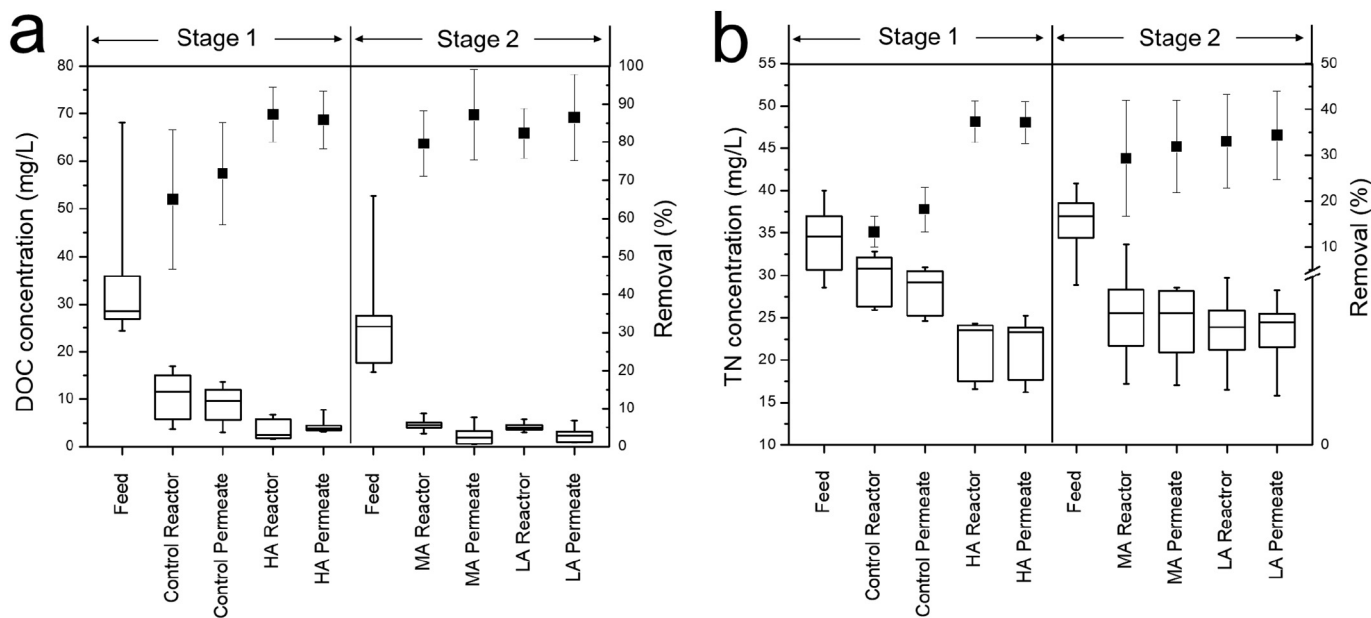 a
Stage 1
Stage 2
80
70
60
50
40
30
20
10
0
DOC concentration (mg/L)
100
90
80
70
60
50
40
30
20
10
0
Removal (%)
Feed
Control Reactor
Control Permeate
HA Reactor
HA Permeate
Feed
MA Reactor
MA Permeate
LA Reactror
LA Permeate
b
Stage 1
Stage 2
55
50
45
40
35
30
25
20
15
10
TN concentration (mg/L)
50
40
30
20
10
0
Removal (%)
Feed
Control Reactor
Control Permeate
HA Reactor
HA Permeate
Feed
MA Reactor
MA Permeate
LA Reactror
LA Permeate